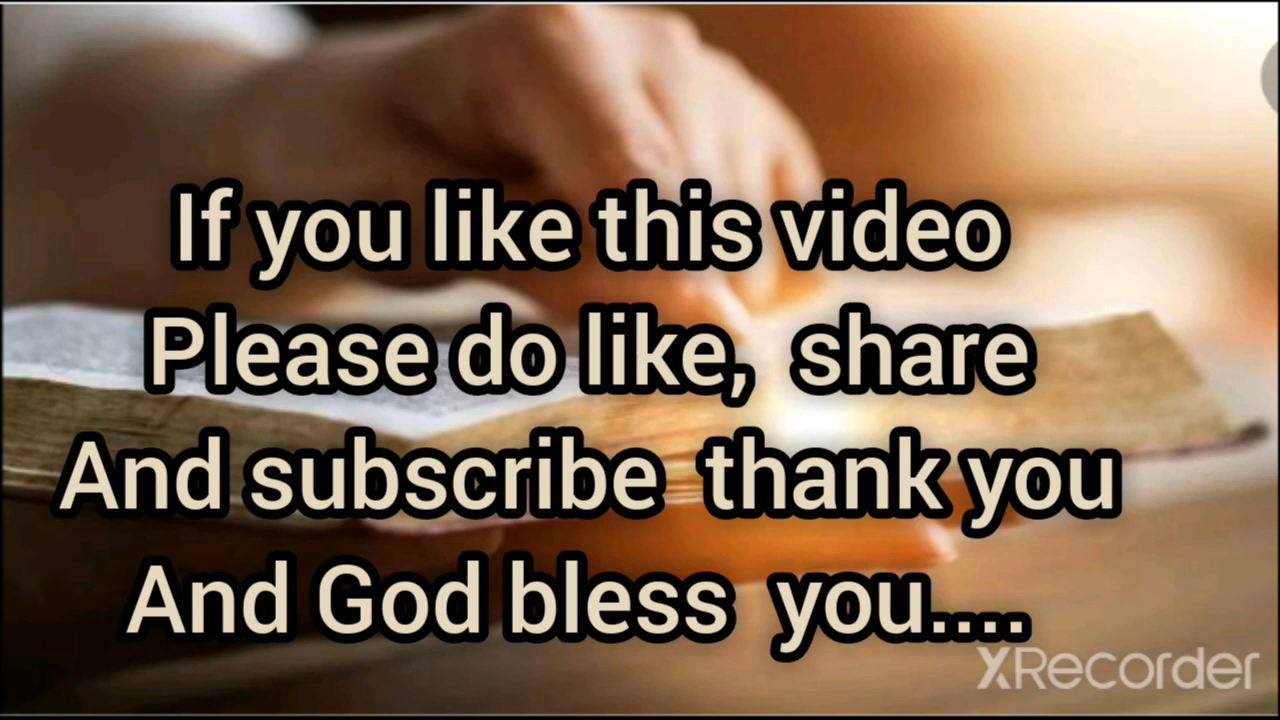 If you like this video
Please do like, share
And subscribe thank you
And God bless you....
XRecorder